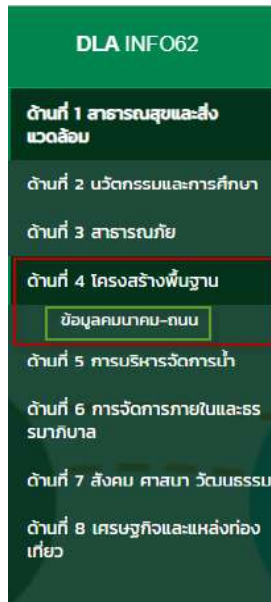 DLA INFO62
ด้านที่ 1 สาธารณสุขและสิ่ง
แวดล้อม
ด้านที่ 2 นวัตกรรมและการศึกษา
ด้านที่ 3 สาธารณภัย
ด้านที่ 4 โครงสร้างพื้นฐาน
ข้อมูลคมนาคม-ถนน
ด้านที่ 5 การบริหารจัดการน้ำ
ด้านที่ 6 การจัดการภายในและธร
รมาภิบาล
ด้านที่ 7 สังคม ศาสนา วัฒนธรรม
ด้านที่ 8 เศรษฐกิจและแหล่งท่อง
เที่ยว